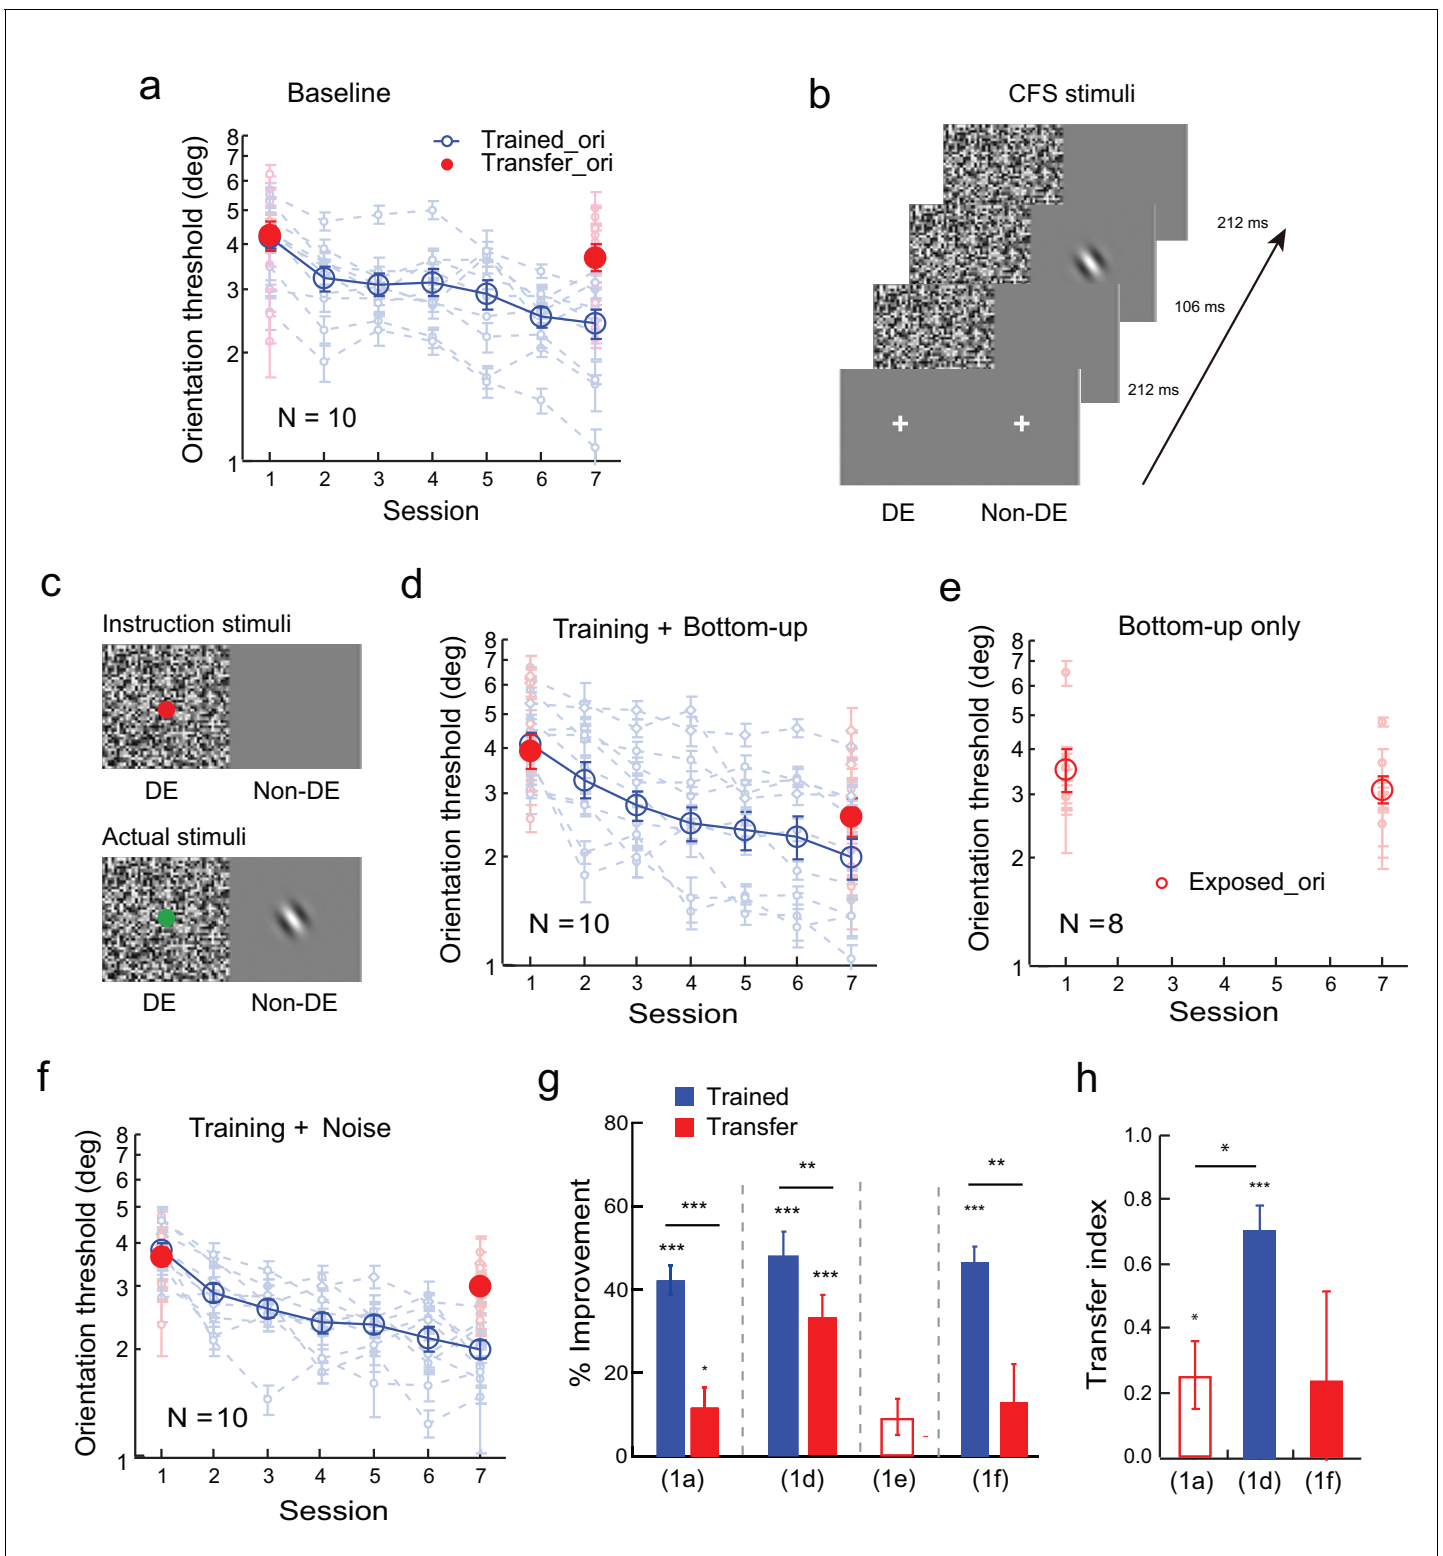 a
Baseline
Orientation threshold (deg)
8
7
6
5
4
3
2
1
Trained_ori
Transfer_ori
N = 10
1 2 3 4 5 6 7
Session
b
CFS stimuli
212 ms
106 ms
212 ms
DE Non-DE
c
Instruction stimuli
DE Non-DE
Actual stimuli
DE Non-DE
d
Training + Bottom-up
Orientation threshold (deg)
8
7
6
5
4
3
2
1
N = 10
1 2 3 4 5 6 7
Session
e
Bottom-up only
Orientation threshold (deg)
8
7
6
5
4
3
2
1
Exposed_ori
N = 8
1 2 3 4 5 6 7
Session
f
Training + Noise
Orientation threshold (deg)
8
7
6
5
4
3
2
1
N = 10
1 2 3 4 5 6 7
Session
g
Trained
Transfer
% Improvement
80
60
40
20
0
***
***
*
**
***
***
**
***
(1a) (1d) (1e) (1f)
h
Transfer index
1.0
0.8
0.6
0.4
0.2
0.0
*
***
*
(1a) (1d) (1f)